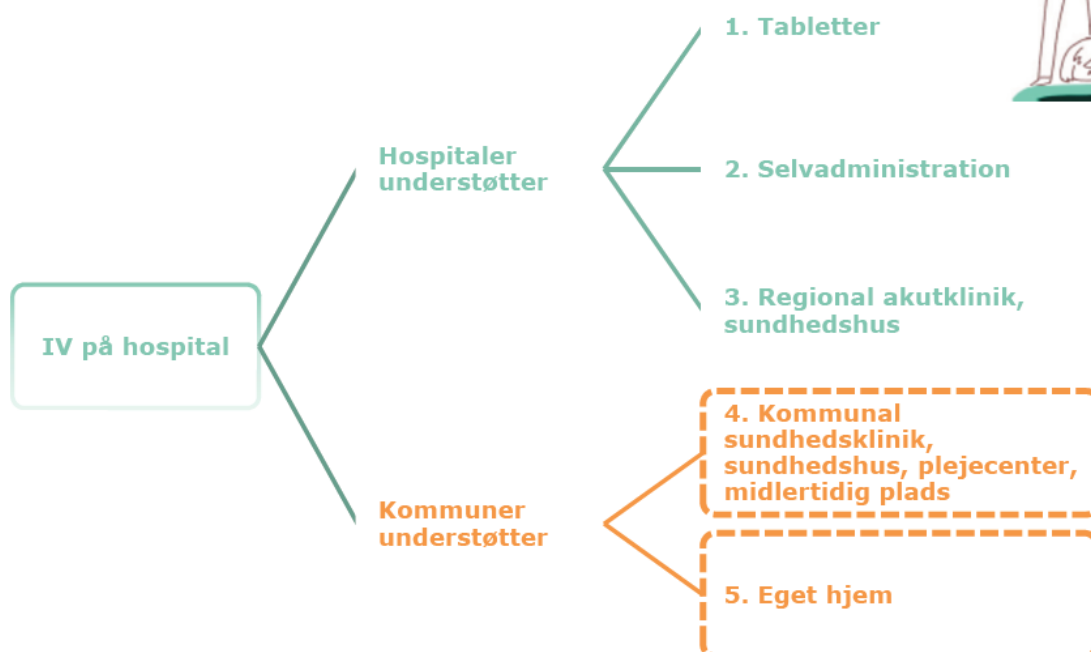 1. Tabletter
Hospitaler
understøtter
2. Selvadministration
3. Regional akutklinik,
sundhedshus
IV på hospital
4. Kommunal
sundhedsklinik,
sundhedshus, plejecenter,
midlertidig plads
Kommuner
understøtter
5. Eget hjem